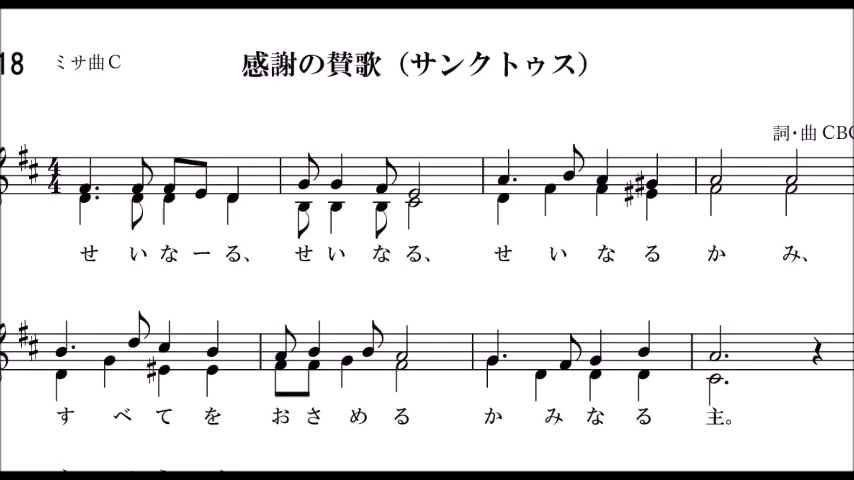 18 ミサ曲C 感謝の賛歌（サンクトゥス）
詞・曲 CBC
せ い な ー る、 せ い な る、 せ い な る か み、
す べ て を お さ め る か み な る 主。